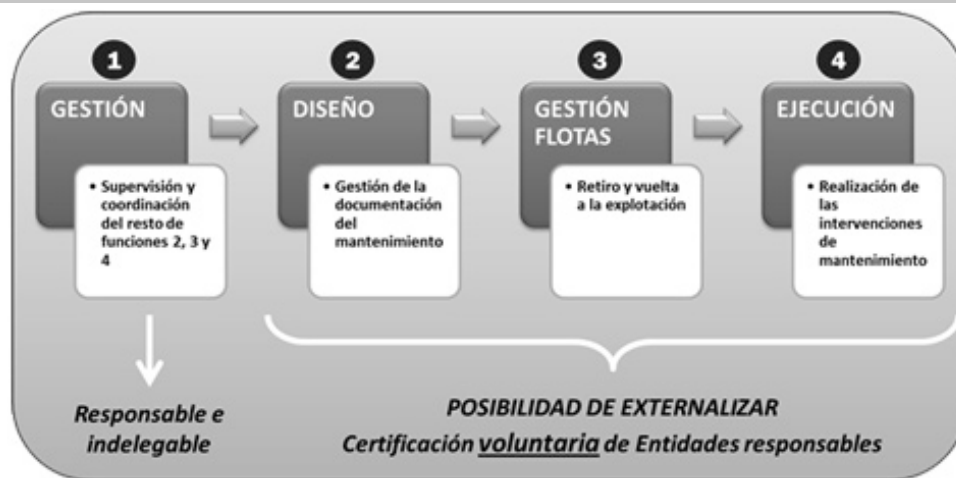 1
GESTIÓN
• Supervisión y
coordinación
del resto de
funciones 2, 3 y
4
2
DISEÑO
• Gestión de la
documentación
del
mantenimiento
3
GESTIÓN
FLOTAS
• Retiro y vuelta
a la explotación
4
EJECUCIÓN
• Realización de
las
intervenciones
de
mantenimiento
Responsable e
indelegable
POSIBILIDAD DE EXTERNALIZAR
Certificación voluntaria de Entidades responsables